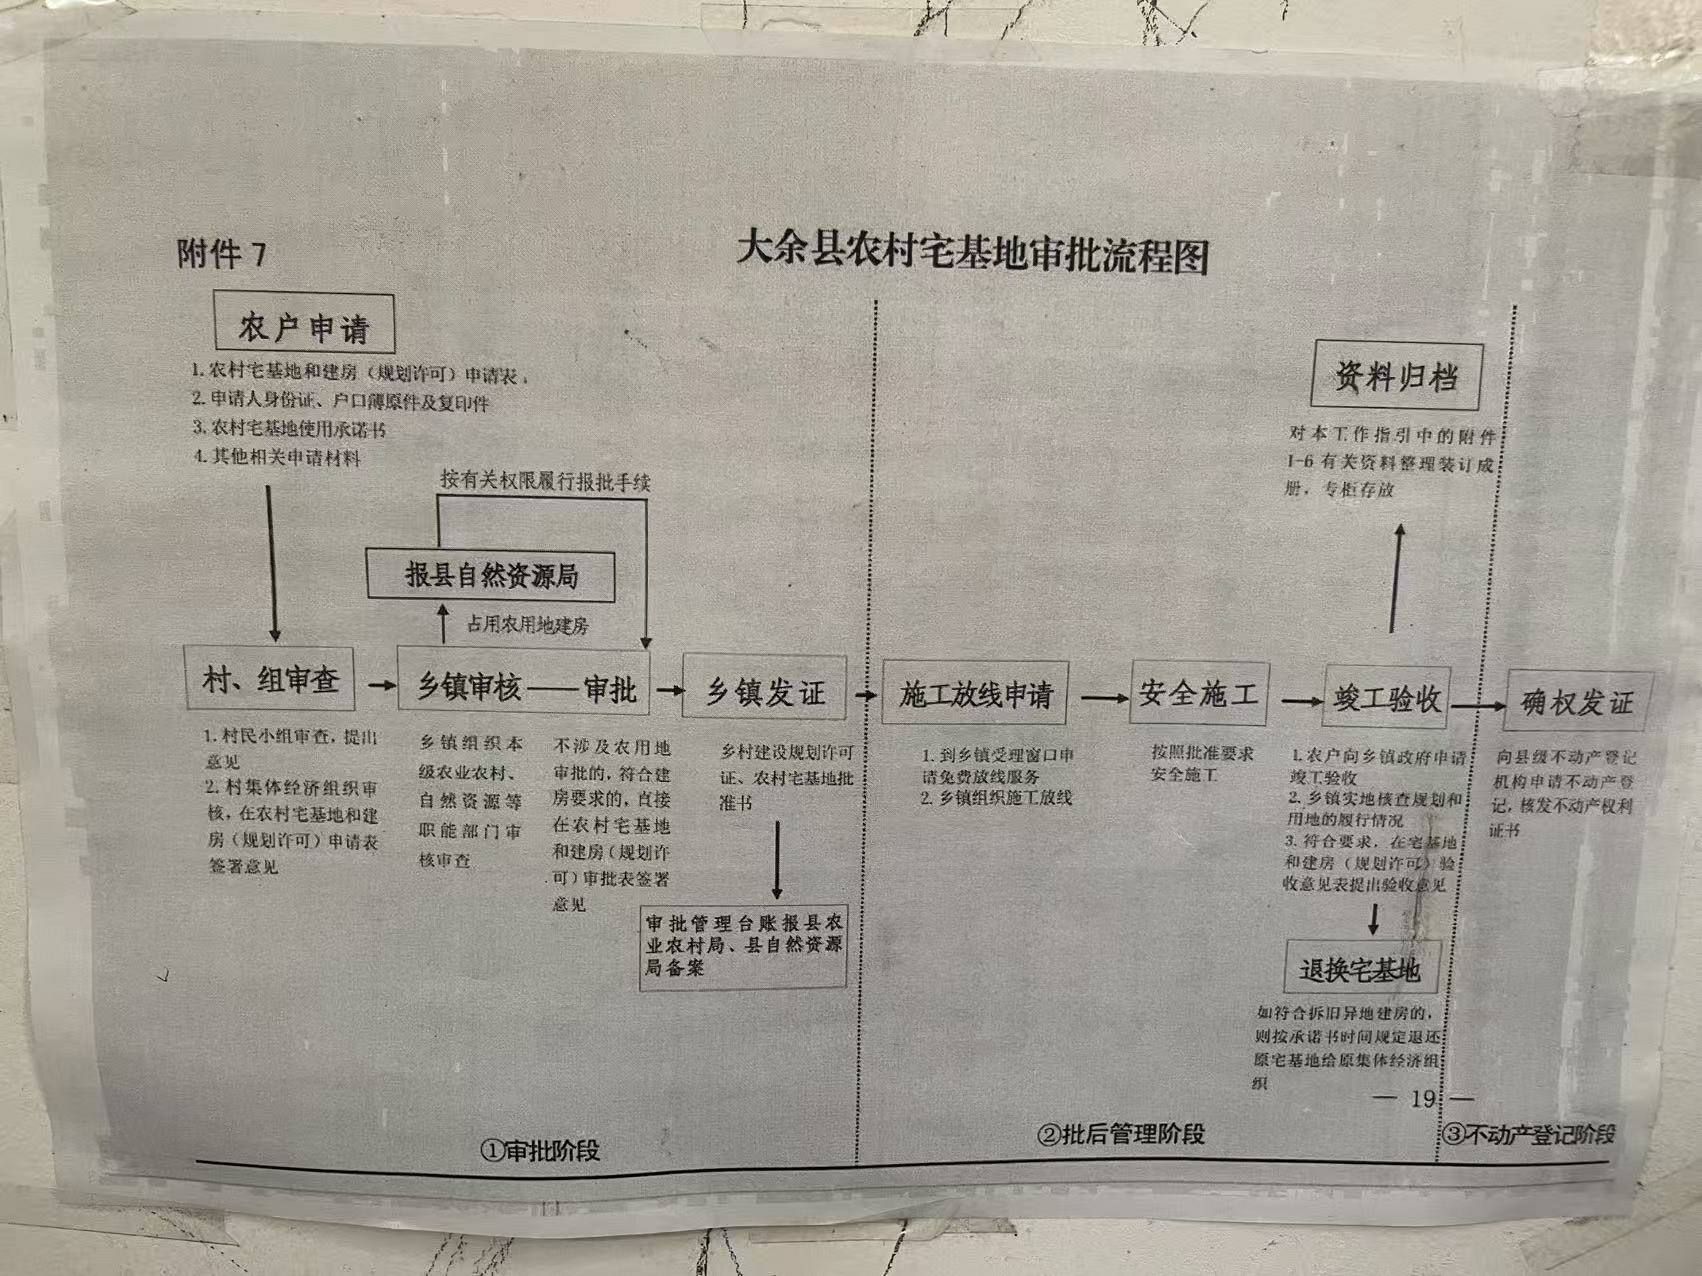 附件 7
大余县农村宅基地审批流程图
农户申请
1. 农村宅基地和建房（规划许可）申请表
2. 申请人身份证、户口薄原件及复印件
3. 农村宅基地使用承诺书
4. 其他相关申请材料
按有关权限履行报批手续
报县自然资源局
占用农用地建房
村、组审查
1. 村民小组审查，提出
意见
2. 村集体经济组织审
核，在农村宅基地和建
房（规划许可）申请表
签署意见
乡镇审核——审批
乡镇组织本
级农业农村、
自然资源等
职能部门审
核审查
不涉及农用地
审批的，符合建
房要求的，直接
在农村宅基地
和建房（规划许
可）审批表签署
意见
乡镇发证
乡村建设规划许可
证、农村宅基地批
准书
审批管理台账报县农
业农村局、县自然资源
局备案
施工放线申请
1. 到乡镇受理窗口申
请免费放线服务
2. 乡镇组织施工放线
安全施工
按照批准要求
安全施工
资料归档
对本工作指引中的附件
1-6 有关资料整理装订成
册，专柜存放
竣工验收
1. 农户向乡镇政府申请
竣工验收
2. 乡镇实地核查规划和
用地的履行情况
3. 符合要求，在宅基地
和建房（规划许可）验
收意见表提出验收意见
退换宅基地
如符合拆旧异地建房的，
则按承诺书时间规定退还
原宅基地给原集体经济组
织
确权发证
向县级不动产登记
机构申请不动产登
记，核发不动产权利
证书
— 19 —
①审批阶段
②批后管理阶段
③不动产登记阶段